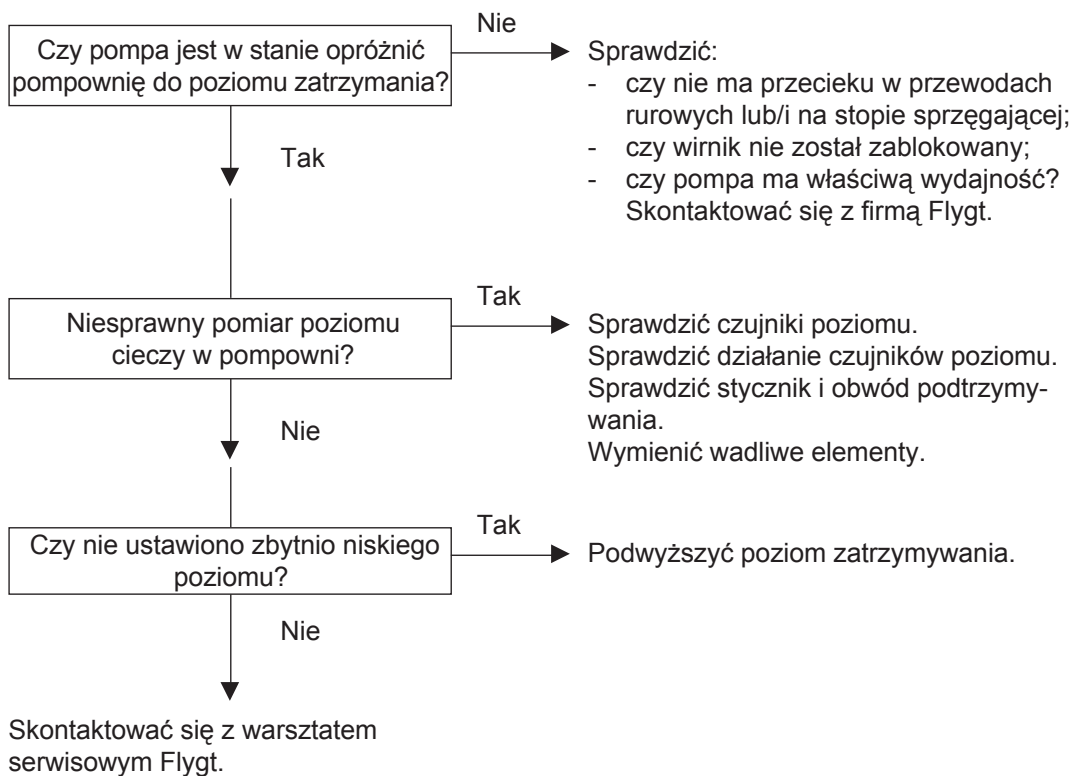 Czy pompa jest w stanie opróżnić
pompownię do poziomu zatrzymania?
Nie
Sprawdzić:
- czy nie ma przecieku w przewodach
rurowych lub/i na stopie sprzęgającej;
- czy wirnik nie został zablokowany;
- czy pompa ma właściwą wydajność?
Skontaktować się z firmą Flygt.
Tak
Niesprawny pomiar poziomu
cieczy w pompowni?
Tak
Sprawdzić czujniki poziomu.
Sprawdzić działanie czujników poziomu.
Sprawdzić stycznik i obwód podtrzymy-
wania.
Wymienić wadliwe elementy.
Nie
Czy nie ustawiono zbytnio niskiego
poziomu?
Tak
Podwyższyć poziom zatrzymywania.
Nie
Skontaktować się z warsztatem
serwisowym Flygt.